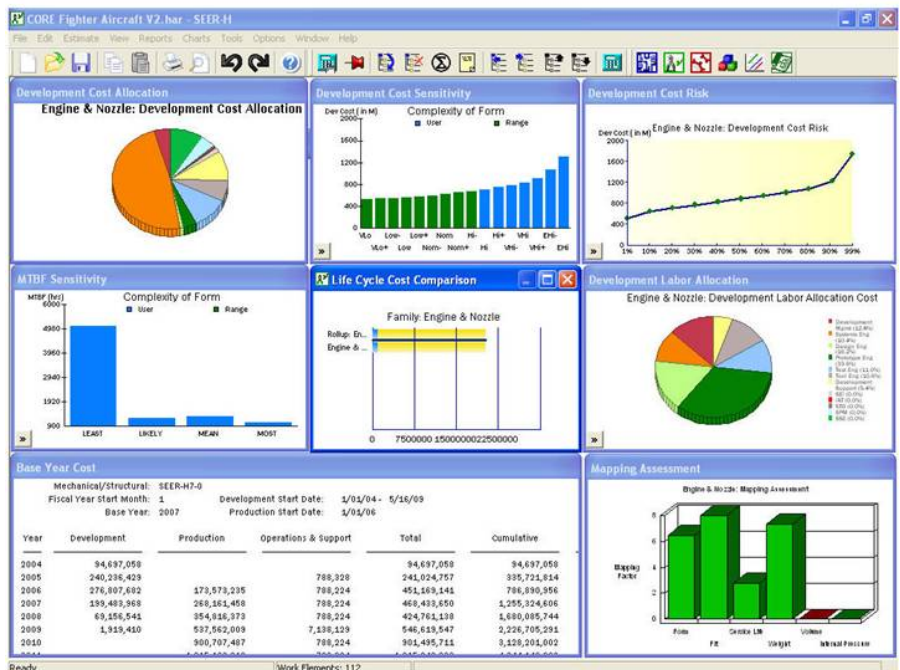 CORE Fighter Aircraft V2.har - SEER-H
File Edit Estimate View Reports Charts Tools Options Window Help
Development Cost Allocation
Engine & Nozzle: Development Cost Allocation
Development Cost Sensitivity
Dev Cost ( in M) Complexity of Form
User Range
2000
1600
1200
800
400
VLo Low- Low+ Nom Hi- Hi+ VHi EHi-
VLo+ Low Nom- Nom+ Hi VHi- VHi+ EHi
Development Cost Risk
Dev Cost ( in M) Engine & Nozzle: Development Cost Risk
2000
1600
1200
800
400
0
1% 10% 20% 30% 40% 50% 60% 70% 80% 90% 99%
MTBF Sensitivity
MTBF (hrs) Complexity of Form
User Range
6000
4980
3960
2940
1920
900
LEAST LIKELY MEAN MOST
Life Cycle Cost Comparison
Family: Engine & Nozzle
Rollup: En...
Engine & ...
0 7500000 15000000 22500000
Development Labor Allocation
Engine & Nozzle: Development Labor Allocation Cost
Base Year Cost
Mechanical/Structural: SEER-H7-0
Fiscal Year Start Month: 1 Development Start Date: 1/01/04 - 5/16/09
Base Year: 2007 Production Start Date: 1/01/06
Year Development Production Operations & Support Total Cumulative
2004 94,697,058 94,697,058 94,697,058
2005 240,236,429 788,328 241,024,757 335,721,814
2006 276,807,682 173,573,235 788,224 451,169,141 786,890,956
2007 199,483,968 268,161,458 788,224 468,433,650 1,255,324,606
2008 69,156,541 354,816,373 788,224 424,761,138 1,680,085,744
2009 1,919,410 537,562,009 7,138,129 546,619,547 2,226,705,291
2010 900,707,487 788,224 901,495,711 3,128,201,002
Mapping Assessment
Engine & Nozzle: Mapping Assessment
Mapping
Factor
8
6
4
2
0
Form Service Life Volume
Fit Weight Internal Pressure
Ready Work Elements: 112